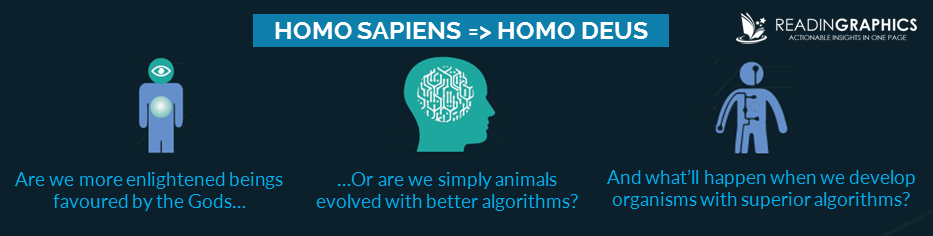 HOMO SAPIENS => HOMO DEUS
READINGRAPHICS
ACTIONABLE INSIGHTS IN ONE PAGE
Are we more enlightened beings
favoured by the Gods...
...Or are we simply animals
evolved with better algorithms?
And what'll happen when we develop
organisms with superior algorithms?